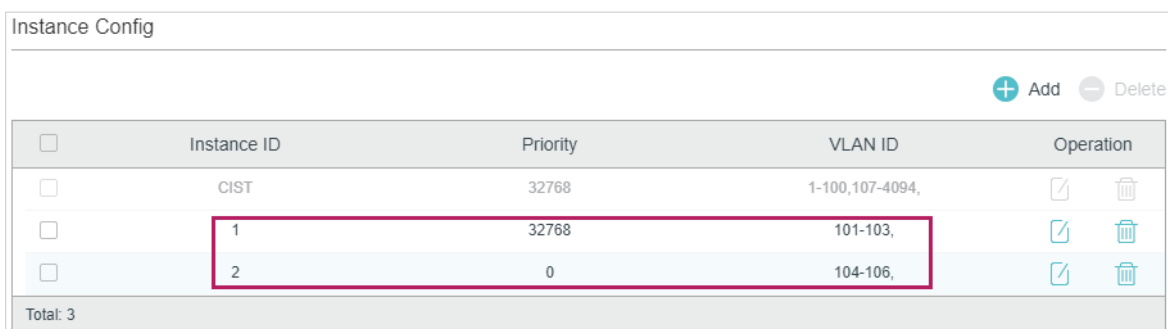 Instance Config
Add Delete
Instance ID Priority VLAN ID Operation
CIST 32768 1-100,107-4094,
1 32768 101-103,
2 0 104-106,
Total: 3